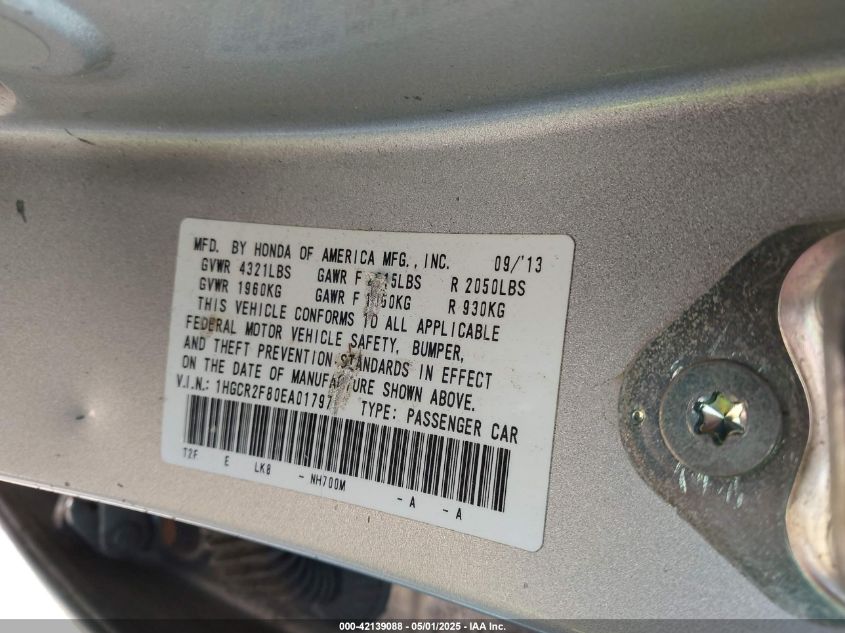 MFD. BY HONDA OF AMERICA MFG., INC. 09/'13
GVWR 4321LBS GAWR F R 2050LBS
GVWR 1960KG GAWR F R 930KG
THIS VEHICLE CONFORMS TO ALL APPLICABLE
FEDERAL MOTOR VEHICLE SAFETY, BUMPER,
AND THEFT PREVENTION STANDARDS IN EFFECT
ON THE DATE OF MANUFACTURE SHOWN ABOVE.
V.I.N.: TYPE: PASSENGER CAR
T2F E LK8 - NH700M - A - A
000-42139088 - 05/01/2025 - IAA Inc.